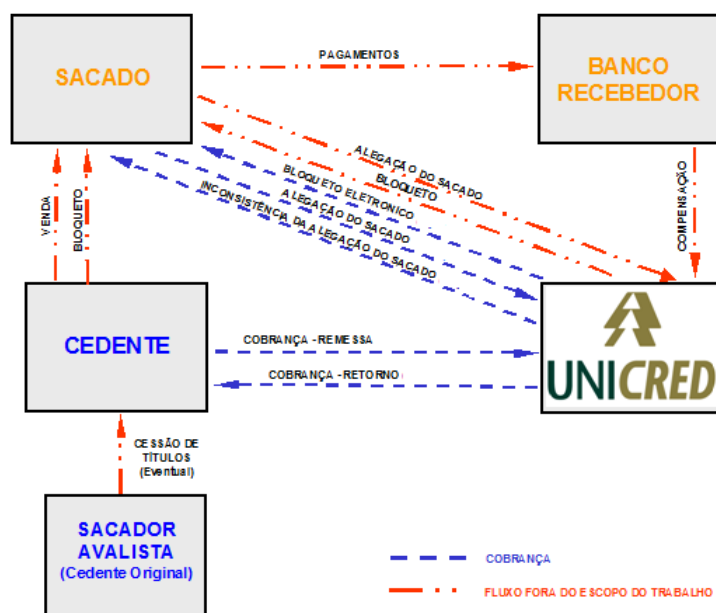 PAGAMENTOS
SACADO
BANCO
RECEBEDOR
ALEGAÇÃO DO SACADO
BLOQUETO
BLOQUETO ELETRONICO
ALEGAÇÃO DO SACADO
INCONSISTÊNCIA DA ALEGAÇÃO DO SACADO
VENDA
BLOQUETO
COMPENSAÇÃO
CEDENTE
COBRANÇA - REMESSA
COBRANÇA - RETORNO
UNICRED
CESSÃO DE
TÍTULOS
(Eventual)
SACADOR
AVALISTA
(Cedente Original)
COBRANÇA
FLUXO FORA DO ESCOPO DO TRABALHO